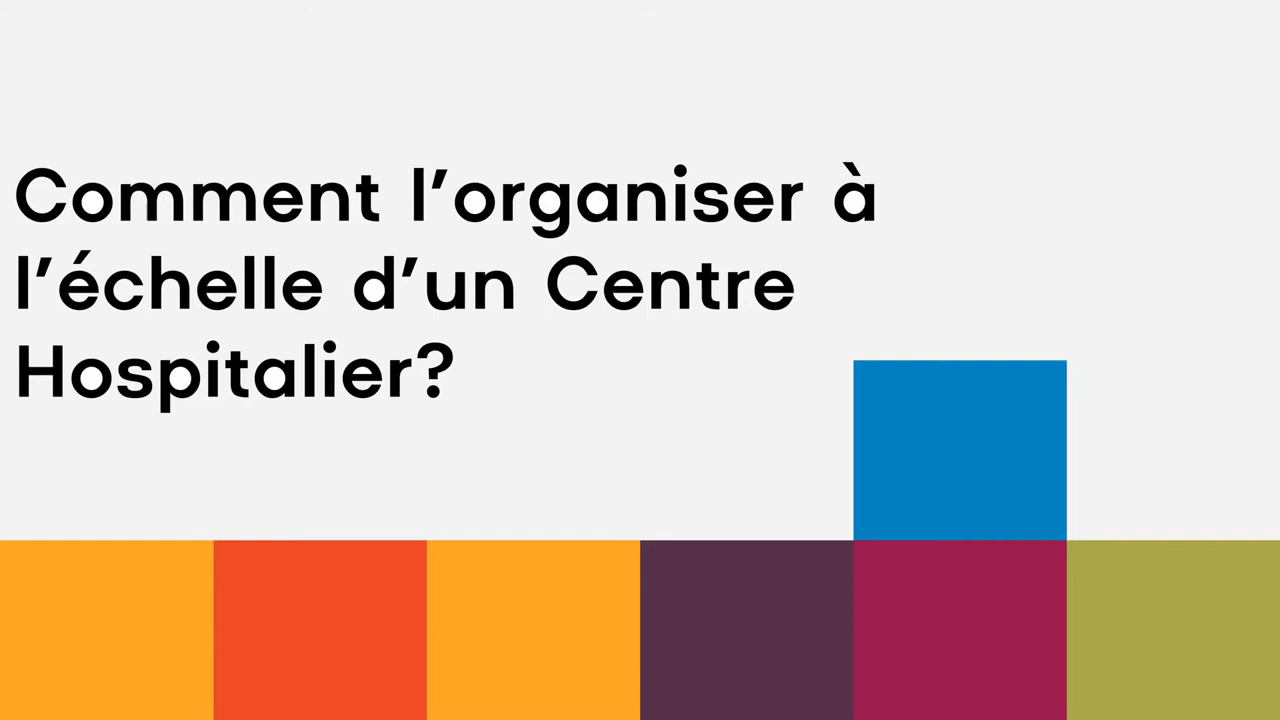 Comment l’organiser à
l’échelle d’un Centre
Hospitalier?